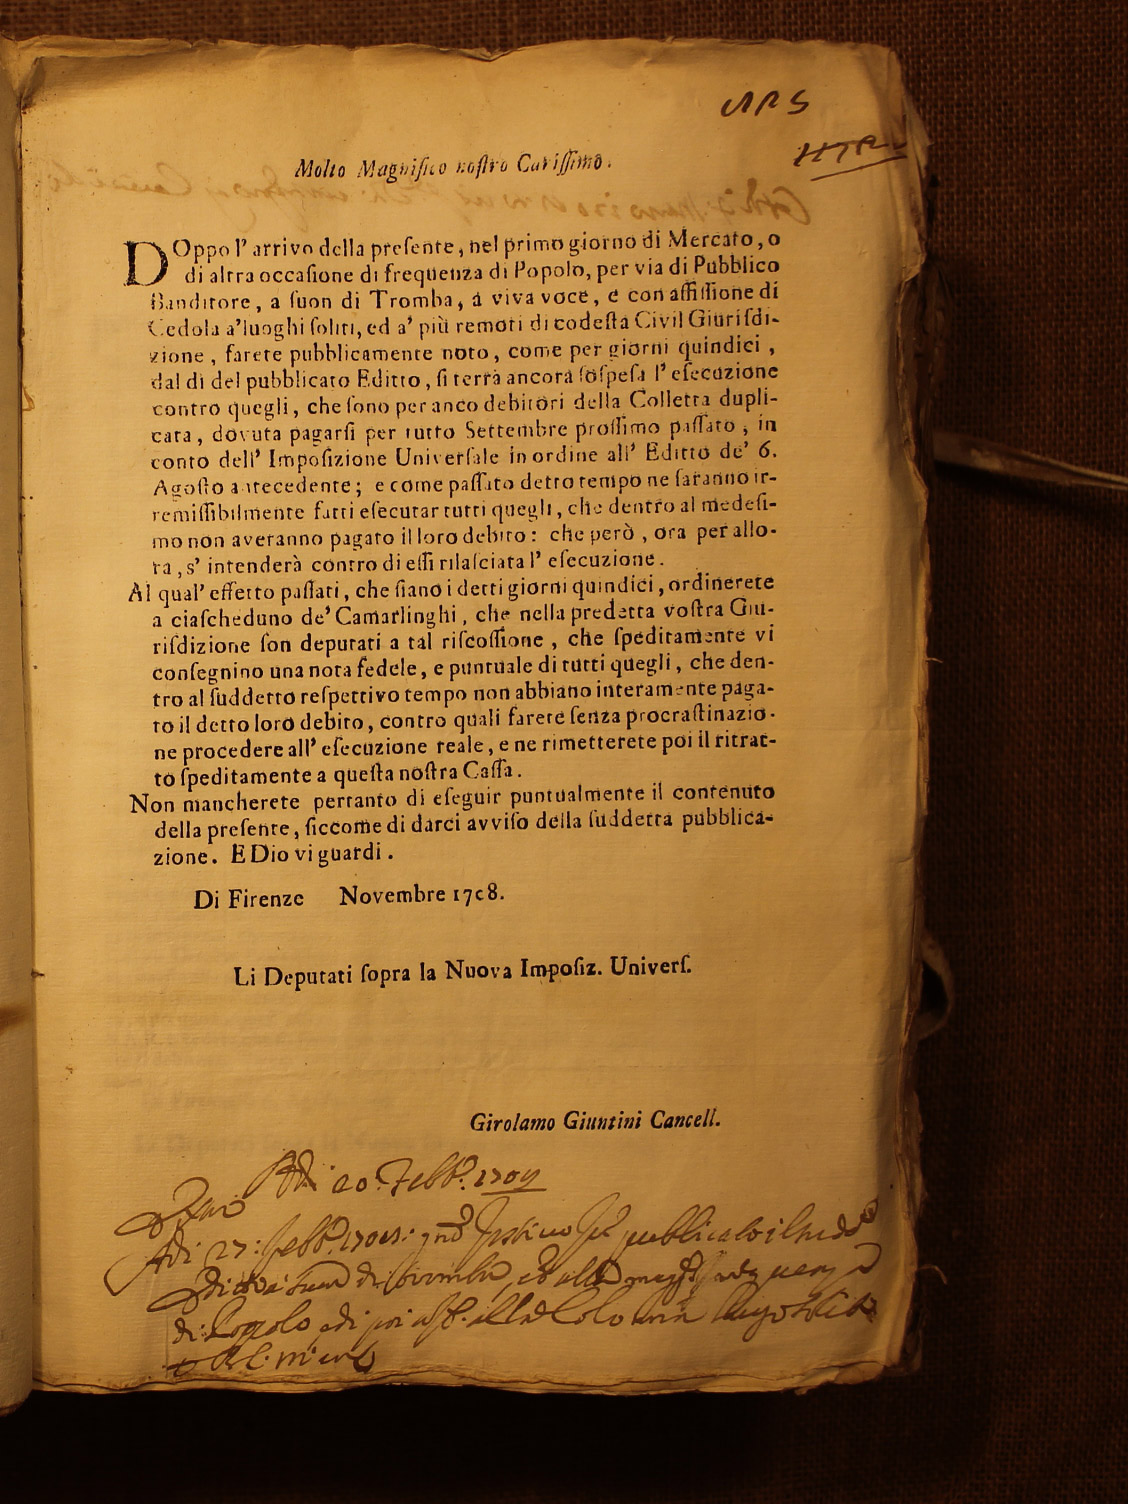 Molto Magnifico noſtro Cariſſimo.
DOppo l' arrivo della preſente, nel primo giorno di Mercato, o
di altra occaſione di frequenza di Popolo, per via di Pubblico
Banditore, a ſuon di Tromba, a viva voce, e con affiſſione di
Cedola a' luoghi ſoliti, ed a' più remoti di codeſta Civil Giuriſdi-
zione, farete pubblicamente noto, come per giorni quindici,
dal dì del pubblicato Editto, ſi terrà ancora ſoſpeſa l' eſecuzione
contro quegli, che ſono per anco debitori della Colletta dupli-
cata, dovuta pagarſi per tutto Settembre proſſimo paſſato, in
conto dell' Impoſizione Univerſale in ordine all' Editto de' 6.
Agoſto antecedente; e come paſſato detto tempo ne ſaranno ir-
remiſſibilmente fatti eſecutar tutti quegli, che dentro al medeſi-
mo non averanno pagato il loro debito: che però, ora per allo-
ra, s' intenderà contro di eſſi rilaſciata l' eſecuzione.
Al qual' effetto paſſati, che ſiano i detti giorni quindici, ordinerete
a ciaſcheduno de' Camarlinghi, che nella predetta voſtra Giu-
riſdizione ſon deputati a tal riſcoſſione, che ſpeditamente vi
conſegnino una nota fedele, e puntuale di tutti quegli, che den-
tro al ſuddetto reſpettivo tempo non abbiano interamente paga-
to il detto loro debito, contro quali farete ſenza procraſtinazio-
ne procedere all' eſecuzione reale, e ne rimetterete poi il ritrat-
to ſpeditamente a queſta noſtra Caſſa.
Non mancherete pertanto di eſeguir puntualmente il contenuto
della preſente, ſiccome di darci avviſo della ſuddetta pubblica-
zione. E Dio vi guardi.
Di Firenze Novembre 1708.
Li Deputati ſopra la Nuova Impoſiz. Univerſ.
Girolamo Giuntini Cancell.
Adì 20. Febb.º 1709
Adì 27: Febb.º publicato il
di
di Popolo